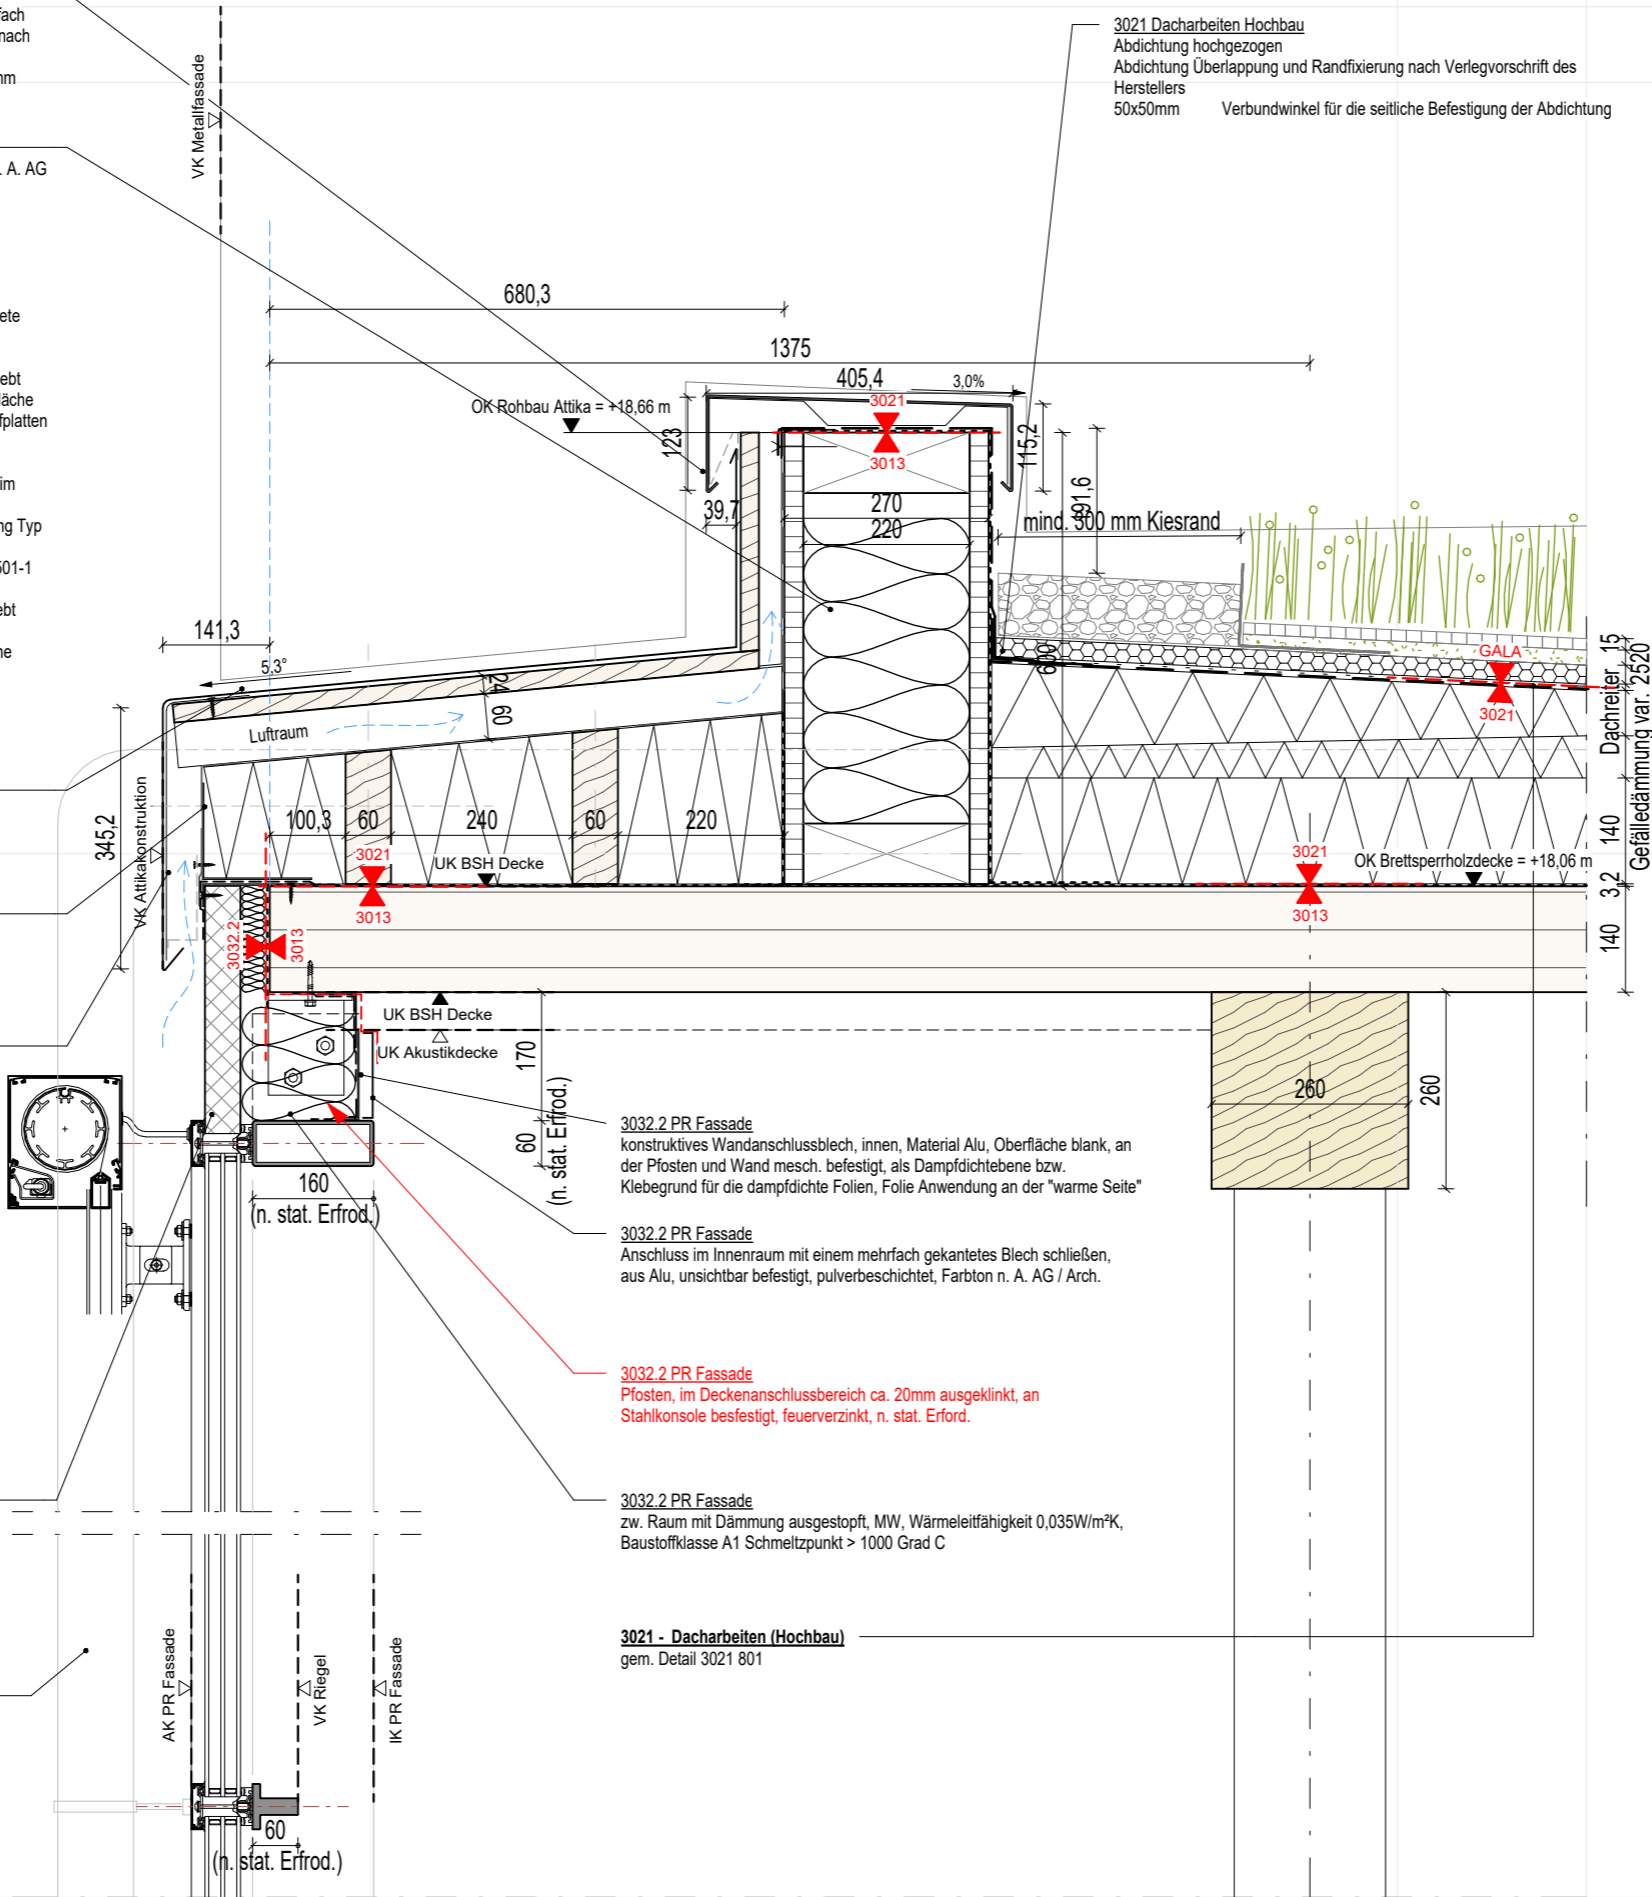 fach
nach
nm
. A. AG
ete
ebt
läche
fplatten
im
ng Typ
501-1
ebt
ne
VK Metallfassade
3021 Dacharbeiten Hochbau
Abdichtung hochgezogen
Abdichtung Überlappung und Randfixierung nach Verlegvorschrift des
Herstellers
50x50mm Verbundwinkel für die seitliche Befestigung der Abdichtung
680,3
1375
405,4
3,0%
OK Rohbau Attika = +18,66 m
3021
3013
123
115,2
39,7
270
220
191,6
mind. 300 mm Kiesrand
600
141,3
5,3°
24
60
Luftraum
GALA
3021
15
Dachreiter
Gefälledämmung var. 2520
140
3,2
140
345,2
VK Attikakonstruktion
100,3
60
240
60
220
3021
UK BSH Decke
3013
3032.2
3013
3021
OK Brettsperrholzdecke = +18,06 m
3013
UK BSH Decke
UK Akustikdecke
170
60
(n. stat. Erfrod.)
160
(n. stat. Erfrod.)
260
260
3032.2 PR Fassade
konstruktives Wandanschlussblech, innen, Material Alu, Oberfläche blank, an
der Pfosten und Wand mesch. befestigt, als Dampfdichtebene bzw.
Klebegrund für die dampfdichte Folien, Folie Anwendung an der "warme Seite"
3032.2 PR Fassade
Anschluss im Innenraum mit einem mehrfach gekantetes Blech schließen,
aus Alu, unsichtbar befestigt, pulverbeschichtet, Farbton n. A. AG / Arch.
3032.2 PR Fassade
Pfosten, im Deckenanschlussbereich ca. 20mm ausgeklinkt, an
Stahlkonsole besfestigt, feuerverzinkt, n. stat. Erford.
3032.2 PR Fassade
zw. Raum mit Dämmung ausgestopft, MW, Wärmeleitfähigkeit 0,035W/m²K,
Baustoffklasse A1 Schmeltzpunkt > 1000 Grad C
3021 - Dacharbeiten (Hochbau)
gem. Detail 3021 801
AK PR Fassade
VK Riegel
IK PR Fassade
60
(n. stat. Erfrod.)